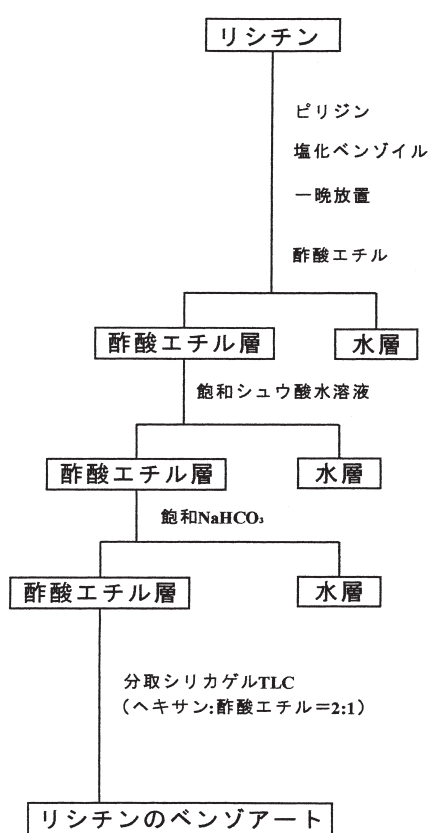 リシチン
ピリジン
塩化ベンゾイル
一晩放置
酢酸エチル
酢酸エチル層
水層
飽和シュウ酸水溶液
酢酸エチル層
水層
飽和NaHCO₃
酢酸エチル層
水層
分取シリカゲルTLC
（ヘキサン:酢酸エチル＝2:1）
リシチンのベンゾアート